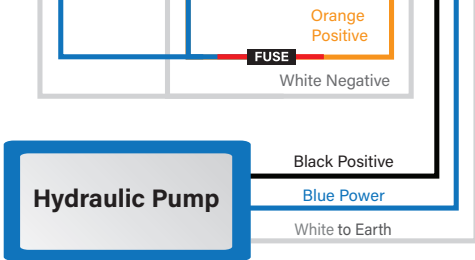 Orange
Positive
FUSE
White Negative
Black Positive
Hydraulic Pump
Blue Power
White to Earth